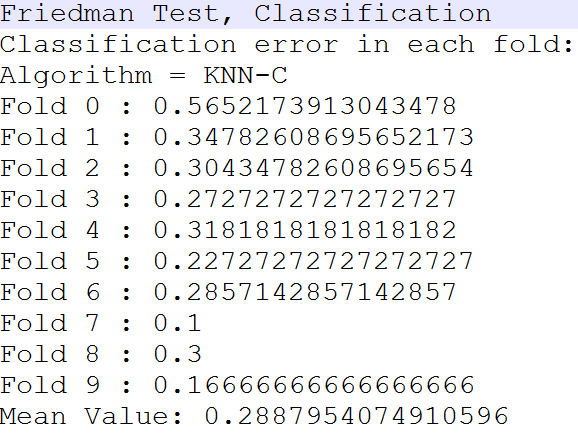 Friedman Test, Classification
Classification error in each fold:
Algorithm = KNN-C
Fold 0 : 0.5652173913043478
Fold 1 : 0.34782608695652173
Fold 2 : 0.30434782608695654
Fold 3 : 0.2727272727272727
Fold 4 : 0.3181818181818182
Fold 5 : 0.22727272727272727
Fold 6 : 0.2857142857142857
Fold 7 : 0.1
Fold 8 : 0.3
Fold 9 : 0.16666666666666666
Mean Value: 0.2887954074910596